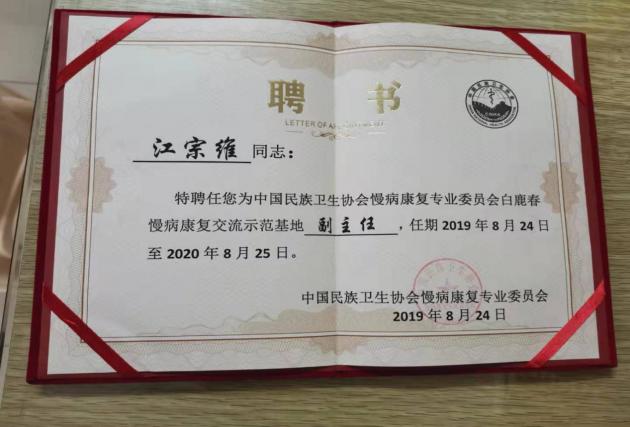 聘 书
LETTER OF APPOINTMENT
江宗维 同志：
特聘任您为中国民族卫生协会慢病康复专业委员会白鹿春
慢病康复交流示范基地 副主任 ，任期 2019 年 8 月 24 日
至 2020 年 8 月 25 日。
中国民族卫生协会慢病康复专业委员会
2019 年 8 月 24 日